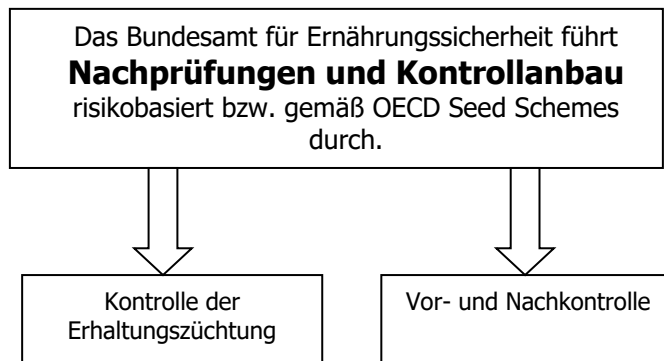 Das Bundesamt für Ernährungssicherheit führt
Nachprüfungen und Kontrollanbau
risikobasiert bzw. gemäß OECD Seed Schemes
durch.
Kontrolle der
Erhaltungszüchtung
Vor- und Nachkontrolle